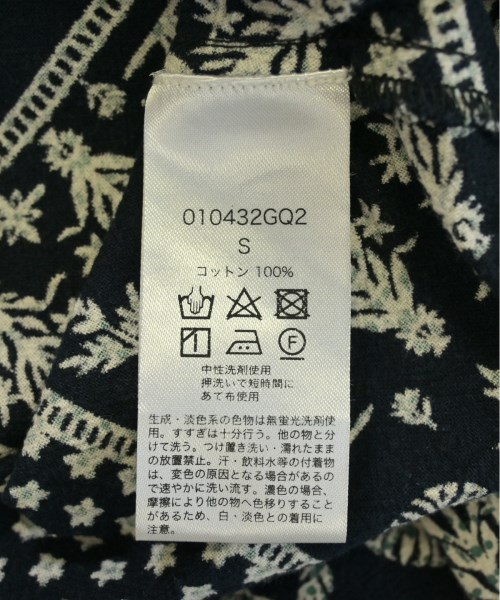 010432GQ2
S
コットン 100%
F
中性洗剤使用
押洗いで短時間に
あて布使用
生成・淡色系の色物は無蛍光洗剤使
用。すすぎは十分行う。他の物と分
けて洗う。つけ置き洗い・濡れたまま
の放置禁止。汗・飲料水等の付着物
は、変色の原因となる場合があるの
で速やかに洗い流す。濃色の場合、
摩擦により他の物へ色移りすること
があるため、白・淡色との着用に
注意。